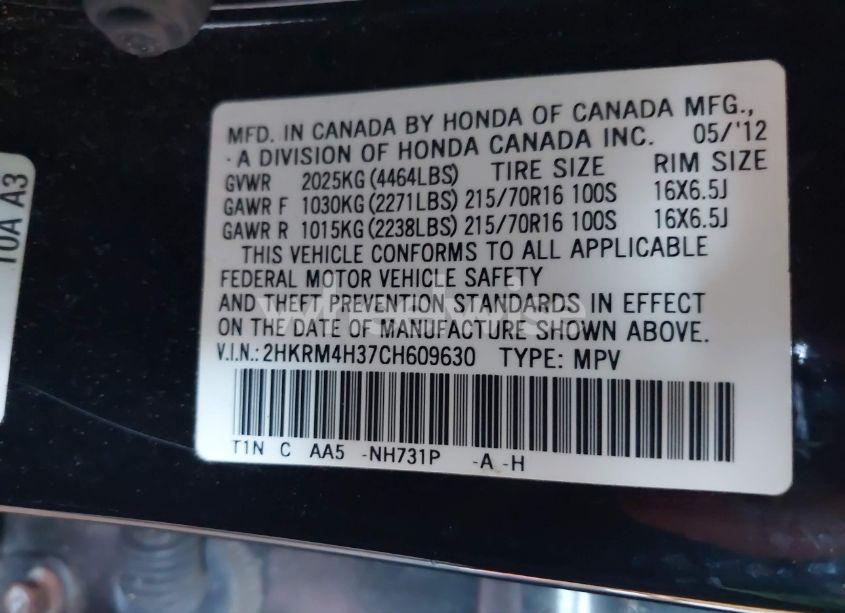 MFD. IN CANADA BY HONDA OF CANADA MFG.,
A DIVISION OF HONDA CANADA INC. 05/'12
GVWR 2025KG (4464LBS) TIRE SIZE RIM SIZE
GAWR F 1030KG (2271LBS) 215/70R16 100S 16X6.5J
GAWR R 1015KG (2238LBS) 215/70R16 100S 16X6.5J
THIS VEHICLE CONFORMS TO ALL APPLICABLE
FEDERAL MOTOR VEHICLE SAFETY
AND THEFT PREVENTION STANDARDS IN EFFECT
ON THE DATE OF MANUFACTURE SHOWN ABOVE.
V.I.N.: 2HKRM4H37CH609630 TYPE: MPV
T1N C AA5 -NH731P -A -H
A3